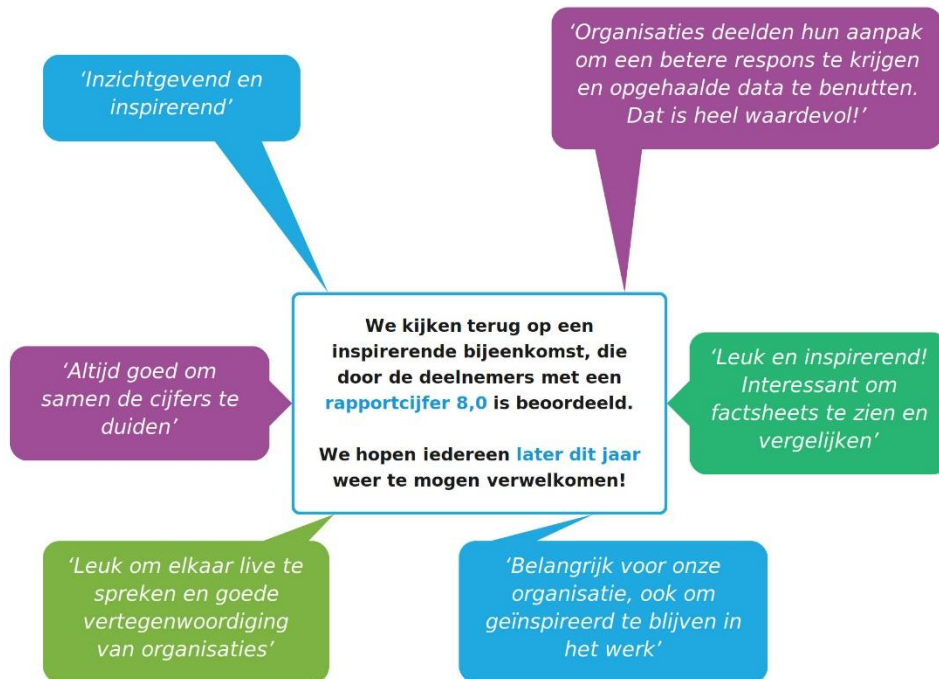 ‘Inzichtgevend en
inspirerend’
‘Organisaties deelden hun aanpak
om een betere respons te krijgen
en opgehaalde data te benutten.
Dat is heel waardevol!’
We kijken terug op een
inspirerende bijeenkomst, die
door de deelnemers met een
rapportcijfer 8,0 is beoordeeld.
We hopen iedereen later dit jaar
weer te mogen verwelkomen!
‘Altijd goed om
samen de cijfers te
duiden’
‘Leuk en inspirerend!
Interessant om
factsheets te zien en
vergelijken’
‘Leuk om elkaar live te
spreken en goede
vertegenwoordiging
van organisaties’
‘Belangrijk voor onze
organisatie, ook om
geïnspireerd te blijven in
het werk’